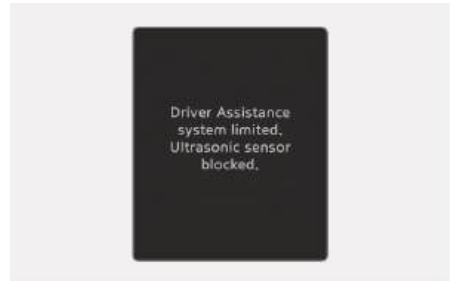 Driver Assistance
system limited.
Ultrasonic sensor
blocked.